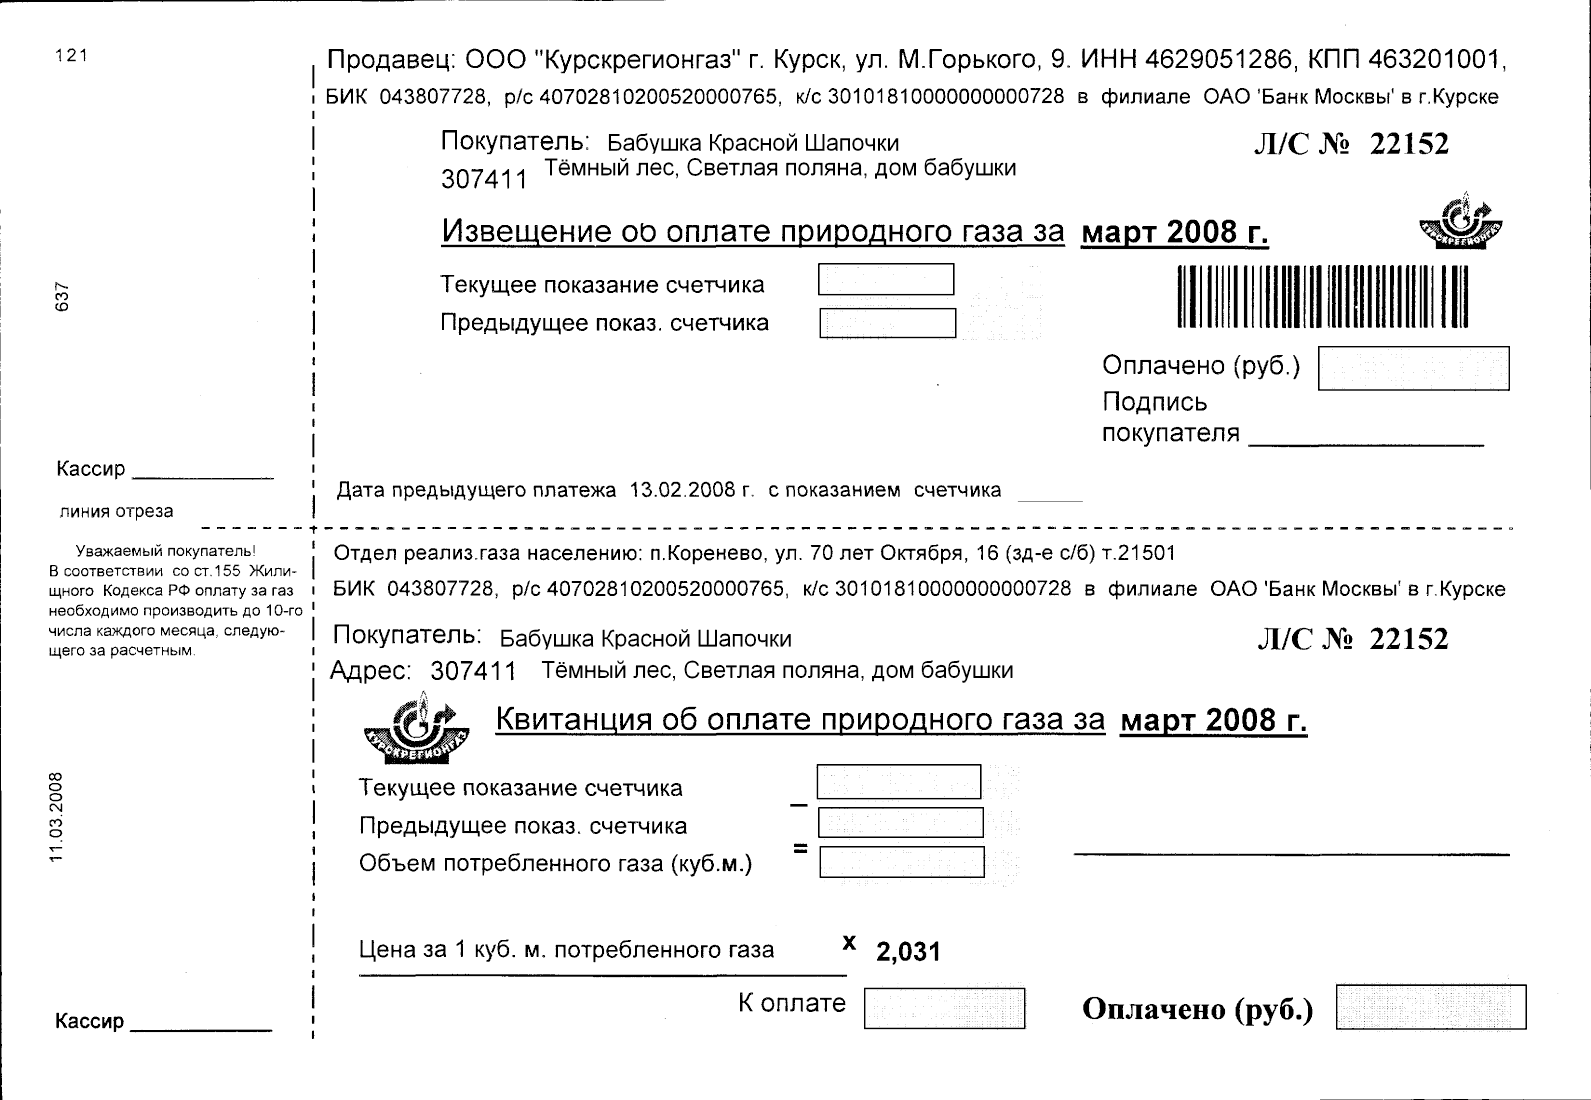 121
Продавец: ООО "Курскрегионгаз" г. Курск, ул. М.Горького, 9. ИНН 4629051286, КПП 463201001,
БИК 043807728, р/с 40702810200520000765, к/с 30101810000000000728 в филиале ОАО 'Банк Москвы' в г.Курске
Покупатель: Бабушка Красной Шапочки Л/С № 22152
307411 Тёмный лес, Светлая поляна, дом бабушки
Извещение об оплате природного газа за март 2008 г.
КУРСКРЕГИОНГАЗ
Текущее показание счетчика
Предыдущее показ. счетчика
637
Оплачено (руб.)
Подпись
покупателя
Кассир
Дата предыдущего платежа 13.02.2008 г. с показанием счетчика
линия отреза
Уважаемый покупатель!
В соответствии со ст.155 Жили-
щного Кодекса РФ оплату за газ
необходимо производить до 10-го
числа каждого месяца, следую-
щего за расчетным.
Отдел реализ.газа населению: п.Коренево, ул. 70 лет Октября, 16 (зд-е с/б) т.21501
БИК 043807728, р/с 40702810200520000765, к/с 30101810000000000728 в филиале ОАО 'Банк Москвы' в г.Курске
Покупатель: Бабушка Красной Шапочки Л/С № 22152
Адрес: 307411 Тёмный лес, Светлая поляна, дом бабушки
КУРСКРЕГИОНГАЗ
Квитанция об оплате природного газа за март 2008 г.
Текущее показание счетчика
–
Предыдущее показ. счетчика
=
Объем потребленного газа (куб.м.)
11.03.2008
Цена за 1 куб. м. потребленного газа x 2,031
К оплате Оплачено (руб.)
Кассир